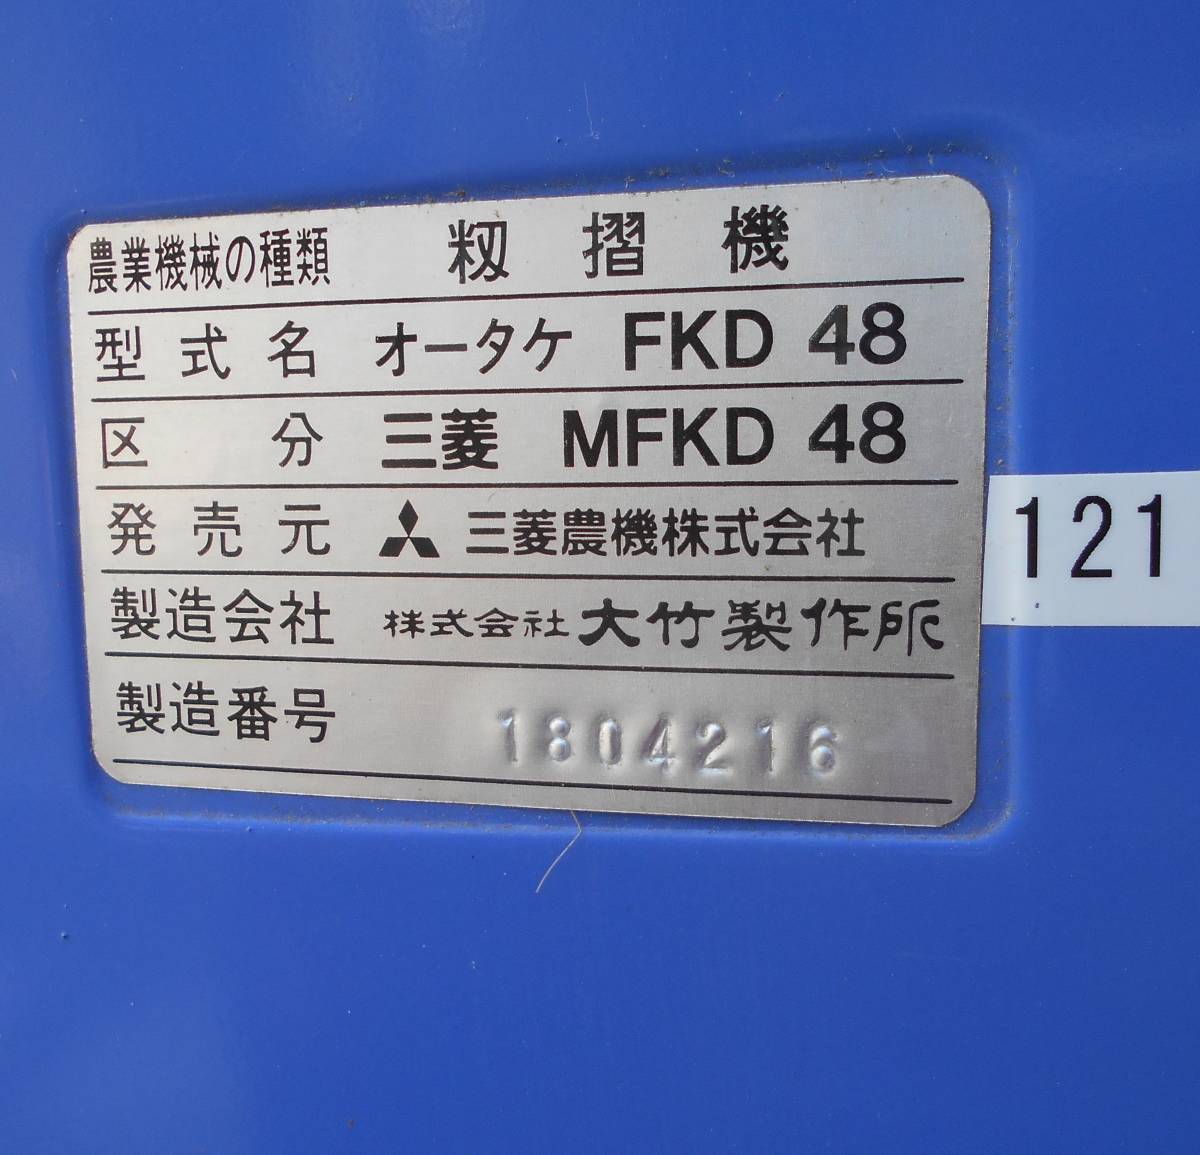 農業機械の種類 籾摺機
型式名 オータケ FKD 48
区分 三菱 MFKD 48
発売元 三菱農機株式会社
121
製造会社 株式会社大竹製作所
製造番号 1804216